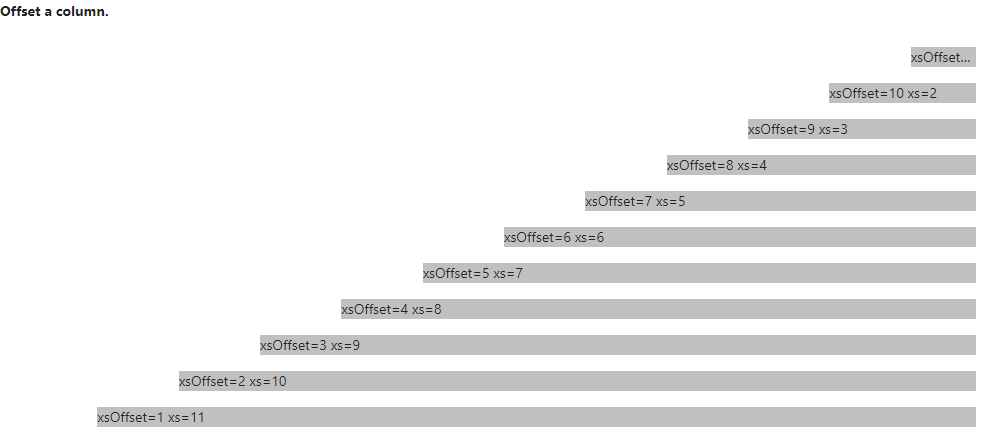 Offset a column.
xsOffset...
xsOffset=10 xs=2
xsOffset=9 xs=3
xsOffset=8 xs=4
xsOffset=7 xs=5
xsOffset=6 xs=6
xsOffset=5 xs=7
xsOffset=4 xs=8
xsOffset=3 xs=9
xsOffset=2 xs=10
xsOffset=1 xs=11